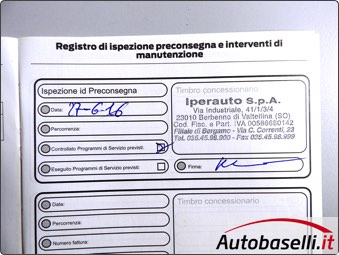 Registro di ispezione preconsegna e interventi di
manutenzione
Ispezione id Preconsegna
Data: 17-6-16
Percorrenza:
Controllato Programmi di Servizio previsti:
Eseguito Programmi di Servizio previsti:
Timbro concessionario
Iperauto S.p.A.
Via Industriale, 41/1/3/4
23010 Berbenno di Valtellina (SO)
Cod. Fisc. e Part. IVA 00586680142
Filiale di Bergamo - Via C. Correnti, 23
Tel. 035.45.98.900 - Fax 035.45.98.999
Firma:
Data:
Percorrenza:
Numero fattura:
Timbro concessionario
Autobaselli.it